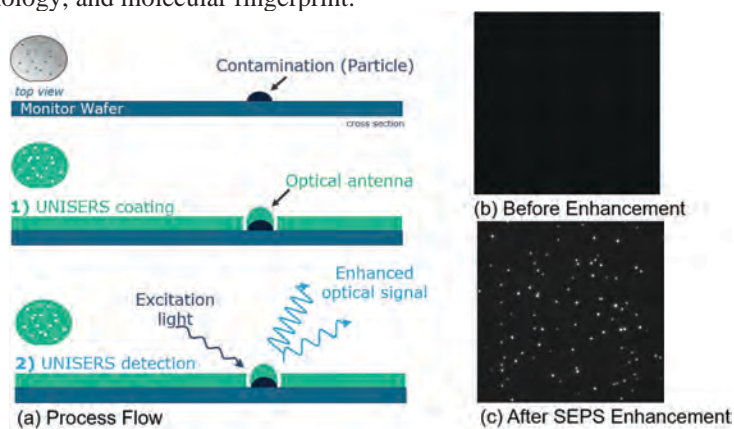 nology, and molecular fingerprint.
top view
Contamination (Particle)
Monitor Wafer
cross section
Optical antenna
1) UNISERS coating
(b) Before Enhancement
Enhanced
optical signal
Excitation
light
2) UNISERS detection
(a) Process Flow
(c) After SEPS Enhancement